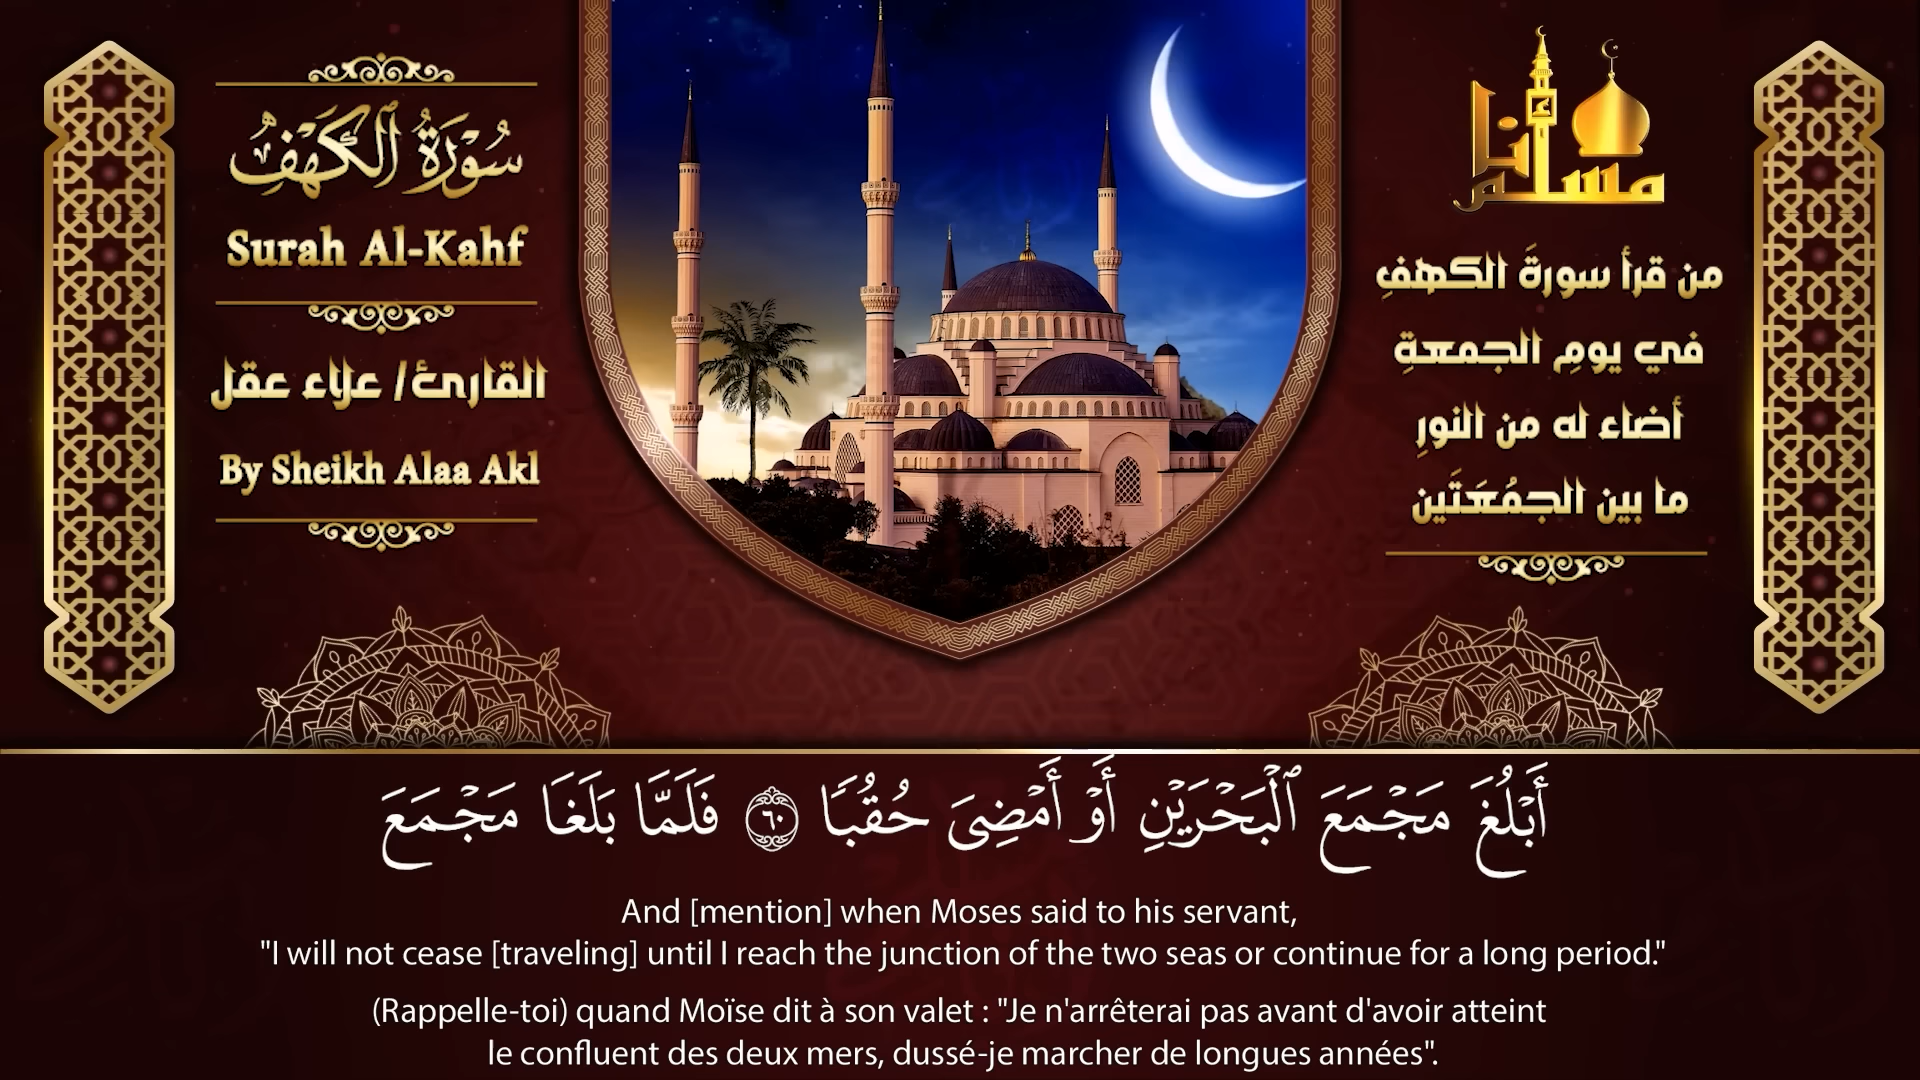 سُورَةُ الكَهْفِ
Surah Al-Kahf
القارئ/ علاء عقل
By Sheikh Alaa Akl
أنا
مسلم
من قرأ سورةَ الكهفِ
في يومِ الجمعةِ
أضاء له من النورِ
ما بين الجمُعَتَين
أَبۡلُغَ مَجۡمَعَ ٱلۡبَحۡرَيۡنِ أَوۡ أَمۡضِىَ حُقُبٗا ٦٠ فَلَمَّا بَلَغَا مَجۡمَعَ
And [mention] when Moses said to his servant,
"I will not cease [traveling] until I reach the junction of the two seas or continue for a long period."
(Rappelle-toi) quand Moïse dit à son valet : "Je n'arrêterai pas avant d'avoir atteint
le confluent des deux mers, dussé-je marcher de longues années".